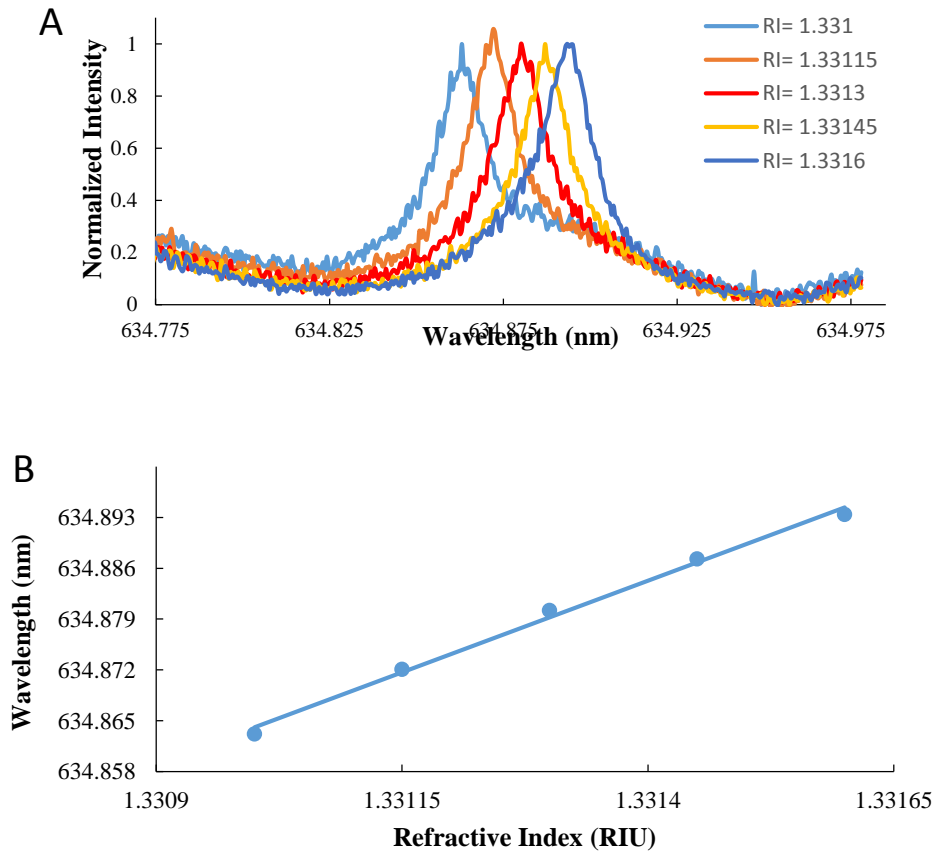 A
Normalized Intensity
1
0.8
0.6
0.4
0.2
0
634.775 634.825 634.875 634.925 634.975
Wavelength (nm)
RI= 1.331
RI= 1.33115
RI= 1.3313
RI= 1.33145
RI= 1.3316
B
Wavelength (nm)
634.893
634.886
634.879
634.872
634.865
634.858
1.3309 1.33115 1.3314 1.33165
Refractive Index (RIU)